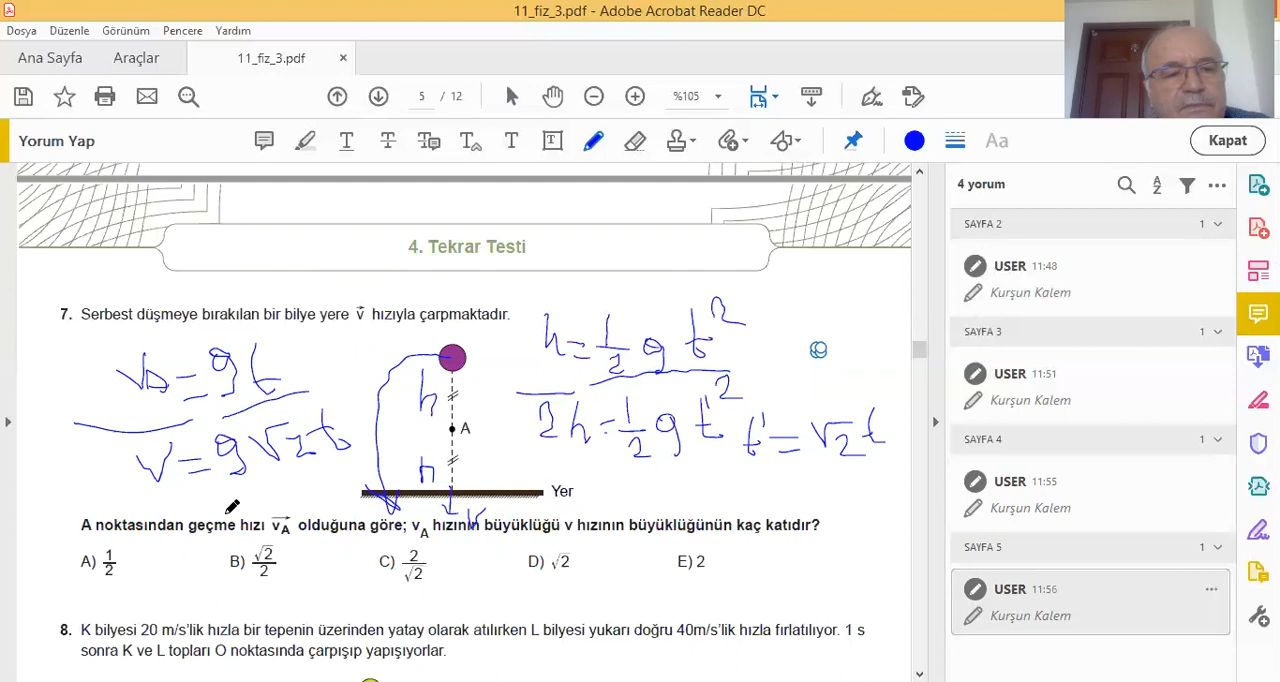 11_fiz_3.pdf - Adobe Acrobat Reader DC
Dosya Düzenle Görünüm Pencere Yardım
Ana Sayfa Araçlar 11_fiz_3.pdf ×
5 / 12 %105
Yorum Yap Aa Kapat
4. Tekrar Testi
7. Serbest düşmeye bırakılan bir bilye yere v⃗ hızıyla çarpmaktadır.
h = 1/2 g t²
2h = 1/2 g t'² t' = √2 t
= g t
v = g √2 t
h
A
h
Yer
v
A noktasından geçme hızı v⃗A olduğuna göre; vA hızının büyüklüğü v hızının büyüklüğünün kaç katıdır?
A) 1/2 B) √2/2 C) 2/√2 D) √2 E) 2
8. K bilyesi 20 m/s'lik hızla bir tepenin üzerinden yatay olarak atılırken L bilyesi yukarı doğru 40m/s'lik hızla fırlatılıyor. 1 s
sonra K ve L topları O noktasında çarpışıp yapışıyorlar.
4 yorum
SAYFA 2 1
USER 11:48
Kurşun Kalem
SAYFA 3 1
USER 11:51
Kurşun Kalem
SAYFA 4 1
USER 11:55
Kurşun Kalem
SAYFA 5 1
USER 11:56
Kurşun Kalem